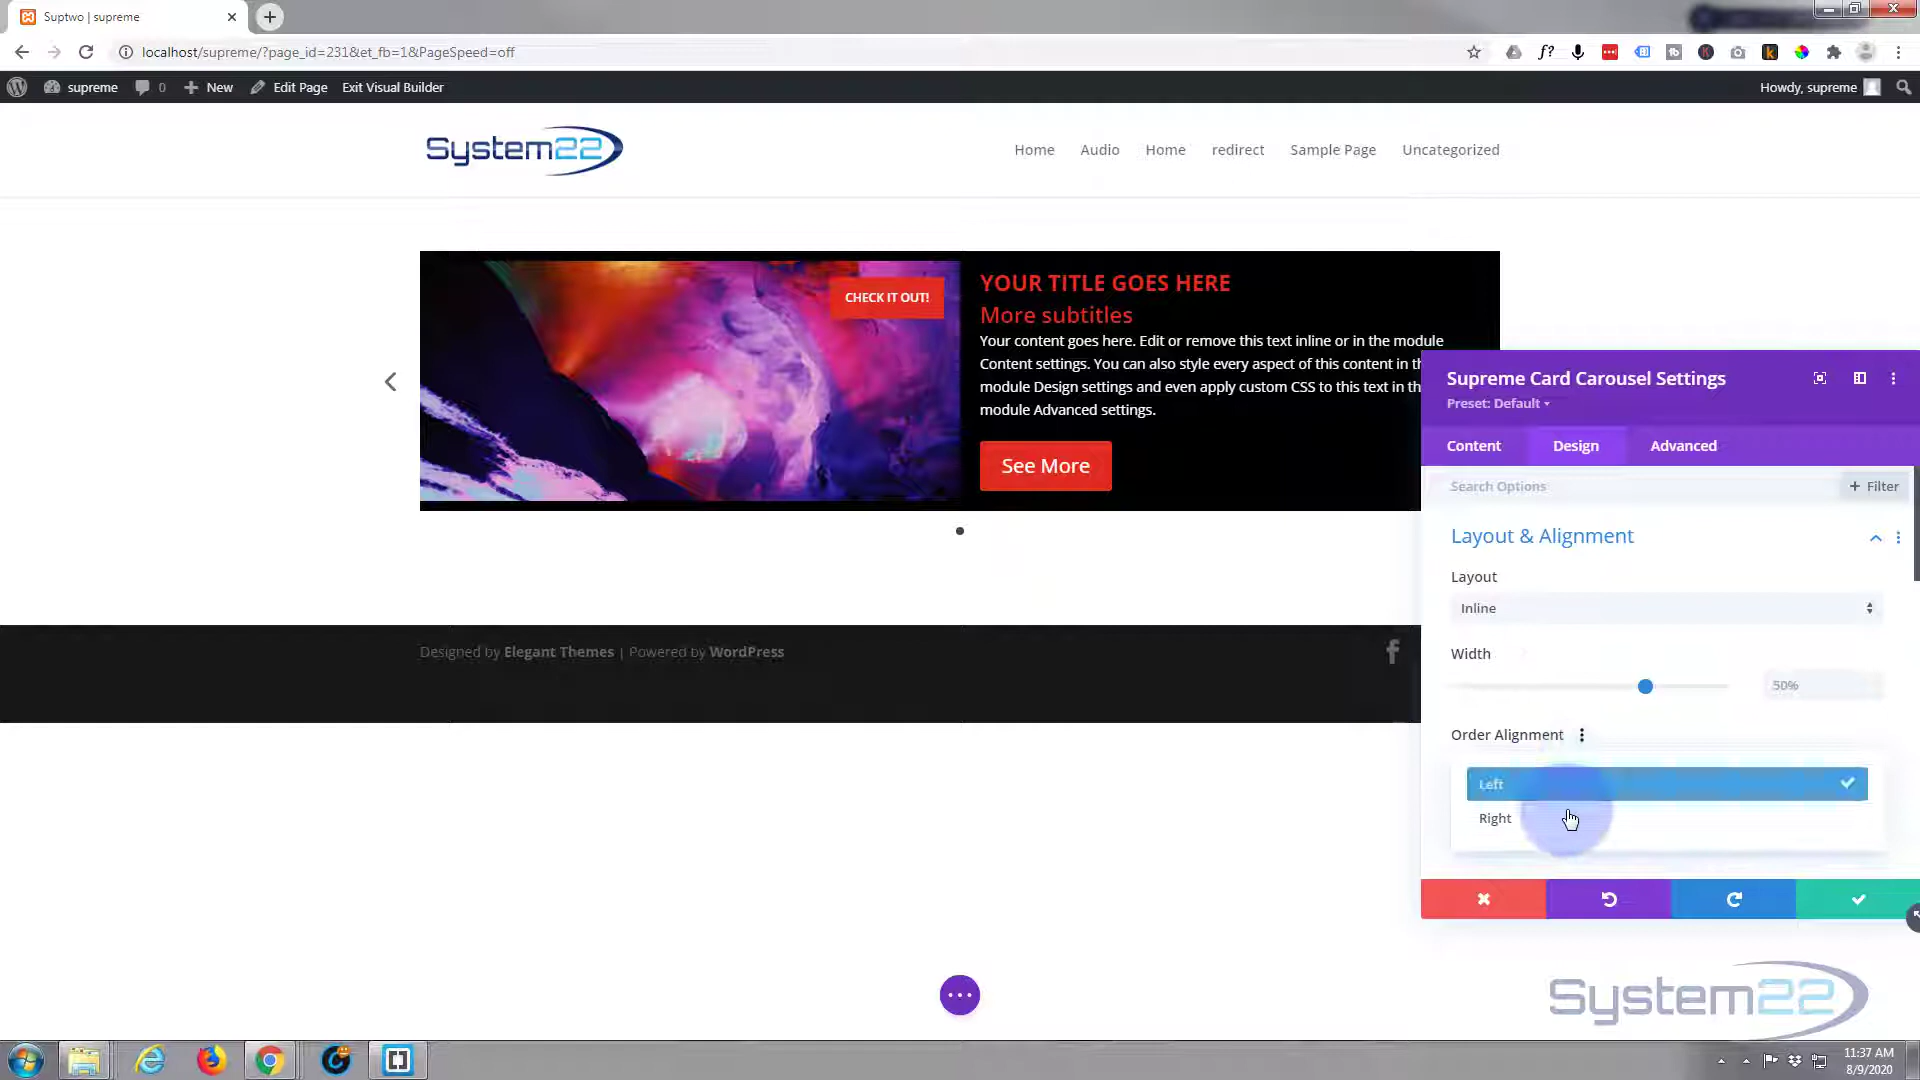 Suptwo | supreme
localhost/supreme/?page_id=231&et_fb=1&PageSpeed=off
supreme 0 New Edit Page Exit Visual Builder Howdy, supreme
System22
Home Audio Home redirect Sample Page Uncategorized
CHECK IT OUT!
YOUR TITLE GOES HERE
More subtitles
Your content goes here. Edit or remove this text inline or in the module
Content settings. You can also style every aspect of this content in the
module Design settings and even apply custom CSS to this text in the
module Advanced settings.
See More
Supreme Card Carousel Settings
Preset: Default
Content Design Advanced
Search Options + Filter
Layout & Alignment
Layout
Inline
Width
50%
Order Alignment
Left
Right
Designed by Elegant Themes | Powered by WordPress
System22
11:37 AM
8/9/2020